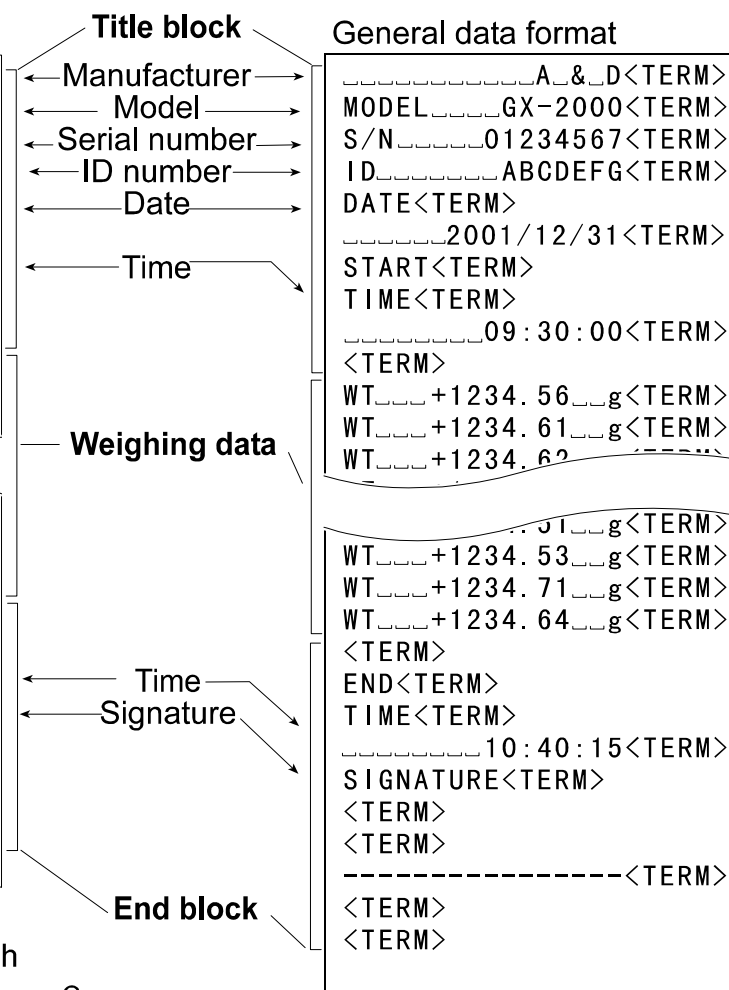 Title block
General data format
Manufacturer
Model
Serial number
ID number
Date
Time
Weighing data
Time
Signature
End block
␣␣␣␣␣␣␣␣␣␣␣A␣&␣D<TERM>
MODEL␣␣␣␣GX-2000<TERM>
S/N␣␣␣␣␣01234567<TERM>
ID␣␣␣␣␣␣␣ABCDEFG<TERM>
DATE<TERM>
␣␣␣␣␣␣2001/12/31<TERM>
START<TERM>
TIME<TERM>
␣␣␣␣␣␣␣␣09:30:00<TERM>
<TERM>
WT␣␣␣+1234.56␣␣g<TERM>
WT␣␣␣+1234.61␣␣g<TERM>
WT␣␣␣+1234.62
␣␣g<TERM>
WT␣␣␣+1234.53␣␣g<TERM>
WT␣␣␣+1234.71␣␣g<TERM>
WT␣␣␣+1234.64␣␣g<TERM>
<TERM>
END<TERM>
TIME<TERM>
␣␣␣␣␣␣␣␣10:40:15<TERM>
SIGNATURE<TERM>
<TERM>
<TERM>
----------------<TERM>
<TERM>
<TERM>
h